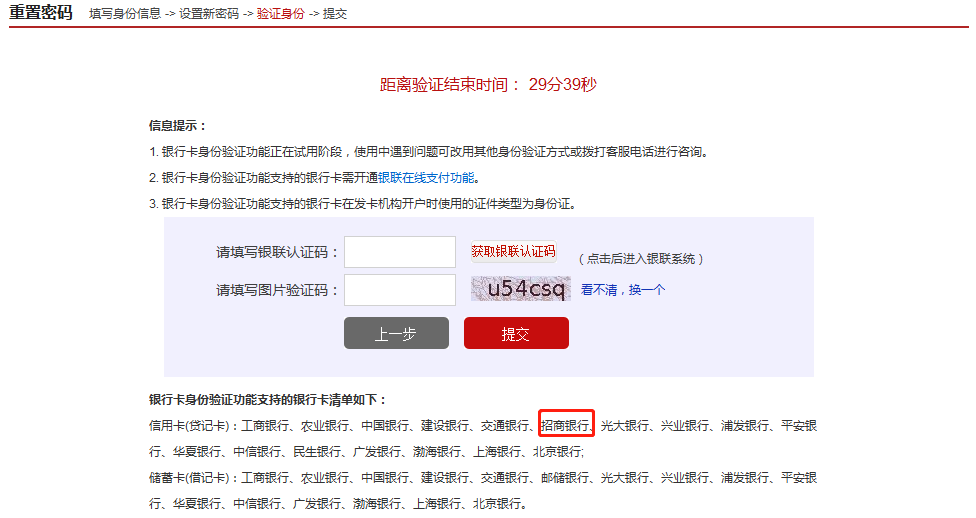 重置密码 填写身份信息 -> 设置新密码 -> 验证身份 -> 提交
距离验证结束时间： 29分39秒
信息提示：
1. 银行卡身份验证功能正在试用阶段，使用中遇到问题可改用其他身份验证方式或拨打客服电话进行咨询。
2. 银行卡身份验证功能支持的银行卡需开通银联在线支付功能。
3. 银行卡身份验证功能支持的银行卡在发卡机构开户时使用的证件类型为身份证。
请填写银联认证码： 获取银联认证码 （点击后进入银联系统）
请填写图片验证码： u54csq 看不清，换一个
上一步 提交
银行卡身份验证功能支持的银行卡清单如下：
信用卡(贷记卡)：工商银行、农业银行、中国银行、建设银行、交通银行、招商银行、光大银行、兴业银行、浦发银行、平安银
行、华夏银行、中信银行、民生银行、广发银行、渤海银行、上海银行、北京银行;
储蓄卡(借记卡)：工商银行、农业银行、中国银行、建设银行、交通银行、邮储银行、光大银行、兴业银行、浦发银行、平安银
行、华夏银行、中信银行、广发银行、渤海银行、上海银行、北京银行。